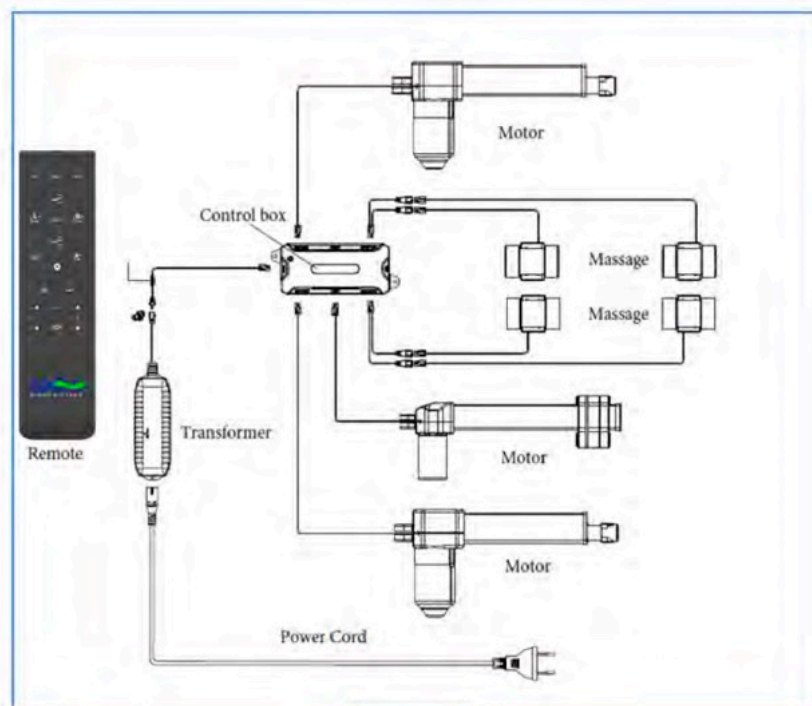 Motor
Control box
Massage
Massage
Transformer
Remote
Motor
Motor
Power Cord